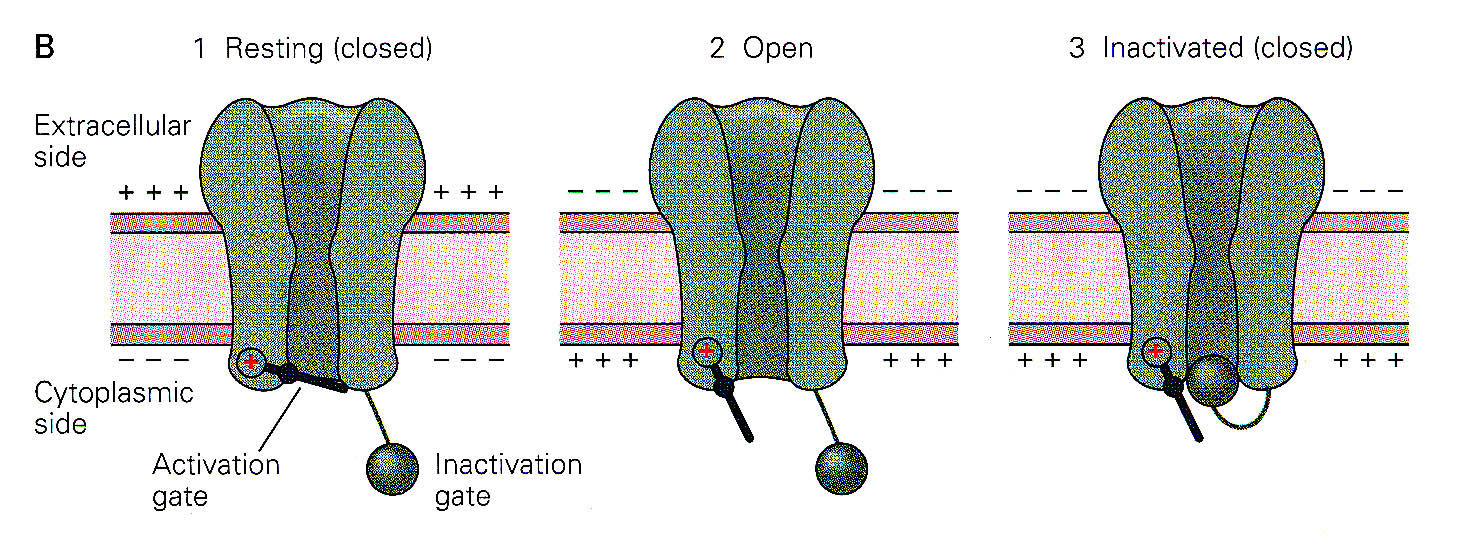 B
1 Resting (closed)
2 Open
3 Inactivated (closed)
Extracellular
side
+ + +
+ + +
− − −
− − −
− − −
− − −
− − −
+
− − −
+ + +
+
+ + +
+ + +
+
+ + +
Cytoplasmic
side
Activation
gate
Inactivation
gate